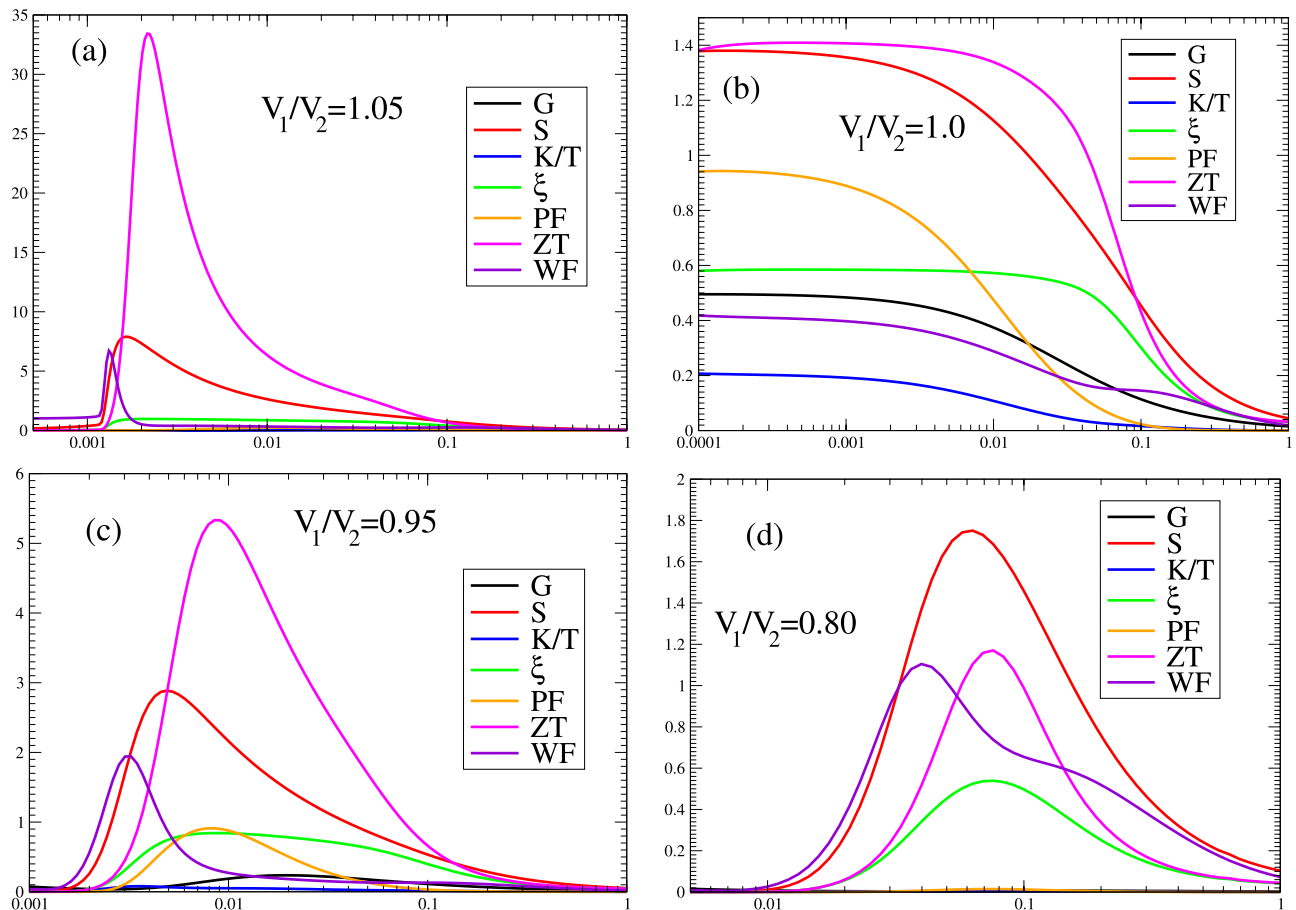 (a)
V1/V2=1.05
G
S
K/T
ξ
PF
ZT
WF
35
30
25
20
15
10
5
0
0.001
0.01
0.1
1
(b)
V1/V2=1.0
G
S
K/T
ξ
PF
ZT
WF
1.4
1.2
1
0.8
0.6
0.4
0.2
0
0.0001
0.001
0.01
0.1
1
(c)
V1/V2=0.95
G
S
K/T
ξ
PF
ZT
WF
6
5
4
3
2
1
0
0.001
0.01
0.1
1
(d)
V1/V2=0.80
G
S
K/T
ξ
PF
ZT
WF
2
1.8
1.6
1.4
1.2
1
0.8
0.6
0.4
0.2
0
0.01
0.1
1